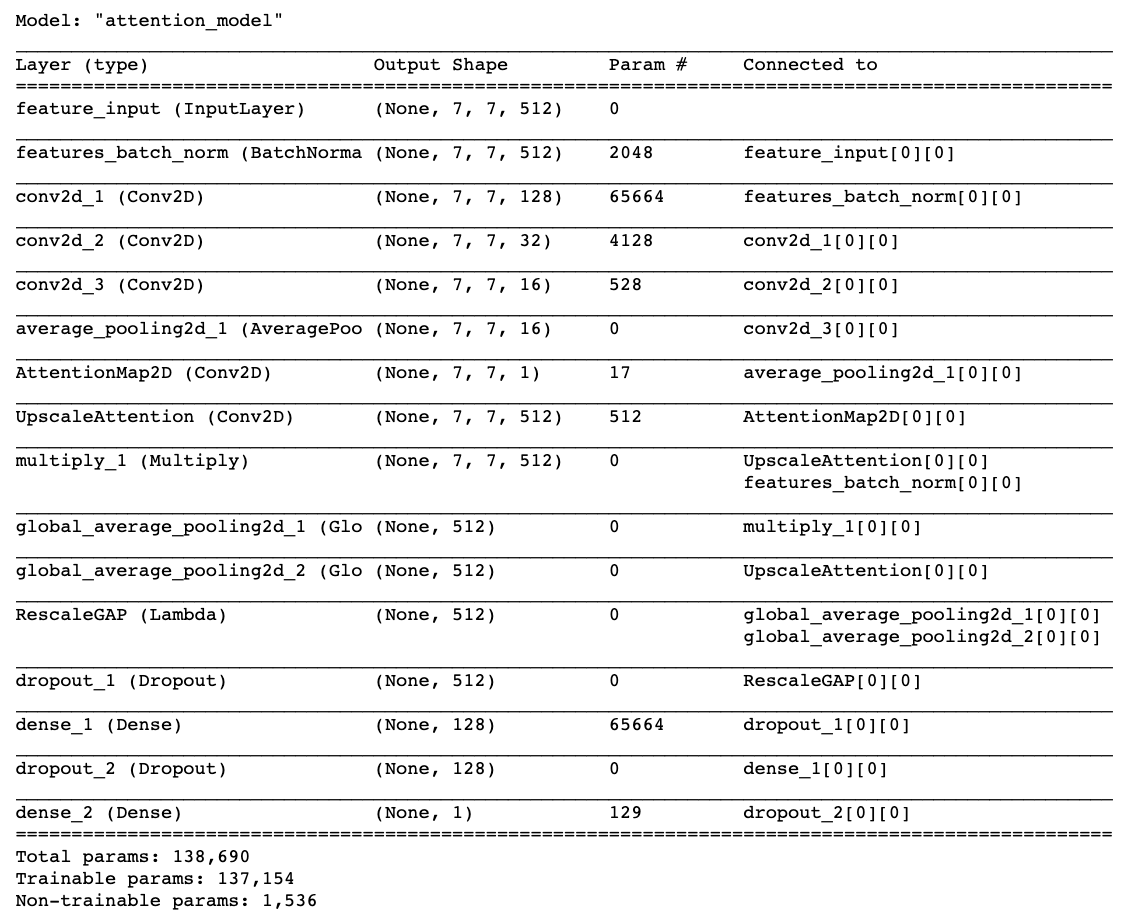 Model: "attention_model"
Layer (type) Output Shape Param # Connected to
feature_input (InputLayer) (None, 7, 7, 512) 0
features_batch_norm (BatchNorma (None, 7, 7, 512) 2048 feature_input[0][0]
conv2d_1 (Conv2D) (None, 7, 7, 128) 65664 features_batch_norm[0][0]
conv2d_2 (Conv2D) (None, 7, 7, 32) 4128 conv2d_1[0][0]
conv2d_3 (Conv2D) (None, 7, 7, 16) 528 conv2d_2[0][0]
average_pooling2d_1 (AveragePoo (None, 7, 7, 16) 0 conv2d_3[0][0]
AttentionMap2D (Conv2D) (None, 7, 7, 1) 17 average_pooling2d_1[0][0]
UpscaleAttention (Conv2D) (None, 7, 7, 512) 512 AttentionMap2D[0][0]
multiply_1 (Multiply) (None, 7, 7, 512) 0 UpscaleAttention[0][0]
features_batch_norm[0][0]
global_average_pooling2d_1 (Glo (None, 512) 0 multiply_1[0][0]
global_average_pooling2d_2 (Glo (None, 512) 0 UpscaleAttention[0][0]
RescaleGAP (Lambda) (None, 512) 0 global_average_pooling2d_1[0][0]
global_average_pooling2d_2[0][0]
dropout_1 (Dropout) (None, 512) 0 RescaleGAP[0][0]
dense_1 (Dense) (None, 128) 65664 dropout_1[0][0]
dropout_2 (Dropout) (None, 128) 0 dense_1[0][0]
dense_2 (Dense) (None, 1) 129 dropout_2[0][0]
Total params: 138,690
Trainable params: 137,154
Non-trainable params: 1,536